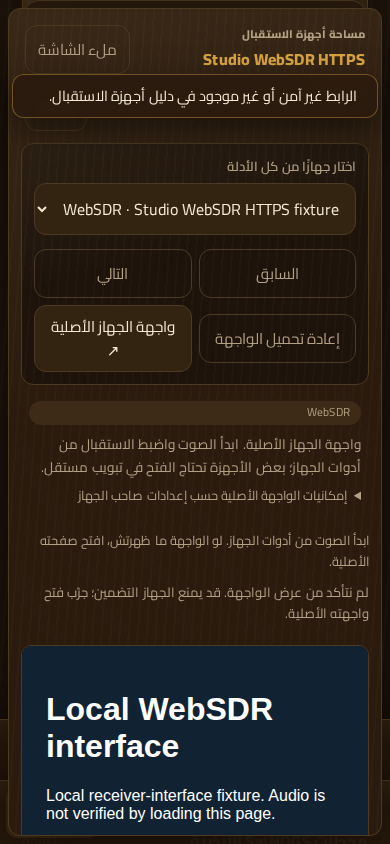 مساحة أجهزة الاستقبال
Studio WebSDR HTTPS
ملء الشاشة
الرابط غير آمن أو غير موجود في دليل أجهزة الاستقبال.
اختار جهازًا من كل الأدلة
WebSDR · Studio WebSDR HTTPS fixture
السابق
التالي
إعادة تحميل الواجهة
واجهة الجهاز الأصلية
↗
WebSDR
واجهة الجهاز الأصلية. ابدأ الصوت واضبط الاستقبال من
أدوات الجهاز؛ بعض الأجهزة تحتاج الفتح في تبويب مستقل.
إمكانيات الواجهة الأصلية حسب إعدادات صاحب الجهاز
ابدأ الصوت من أدوات الجهاز. لو الواجهة ما ظهرتش، افتح صفحته
الأصلية.
لم نتأكد من عرض الواجهة. قد يمنع الجهاز التضمين؛ جرّب فتح
واجهته الأصلية.
Local WebSDR
interface
Local receiver-interface fixture. Audio is
not verified by loading this page.